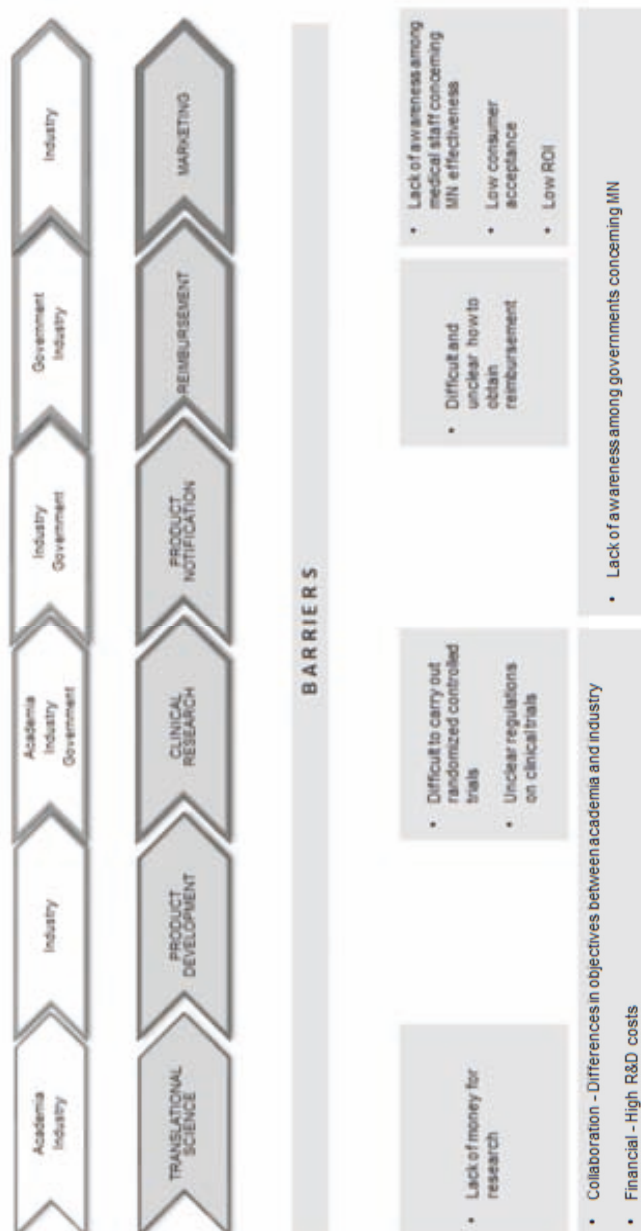 Academia
Industry
Industry
Academia
Industry
Government
Industry
Government
Government
Industry
Industry
TRANSLATIONAL
SCIENCE
PRODUCT
DEVELOPMENT
CLINICAL
RESEARCH
PRODUCT
NOTIFICATION
REIMBURSEMENT
MARKETING
BARRIERS
• Lack of money for
research
• Difficult to carry out
randomized controlled
trials
• Unclear regulations
on clinical trials
• Difficult and
unclear how to
obtain
reimbursement
• Lack of awareness among
medical staff concerning
MN effectiveness
• Low consumer
acceptance
• Low ROI
• Collaboration - Differences in objectives between academia and industry
• Financial - High R&D costs
• Lack of awareness among governments concerning MN